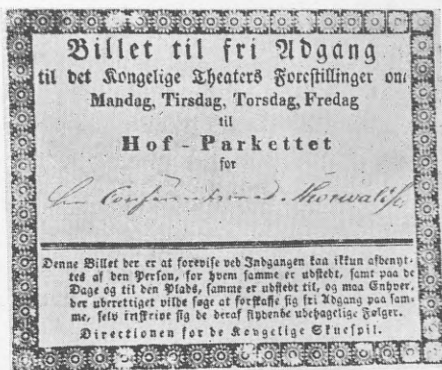 Billet til fri Adgang
til det Kongelige Theaters Forestillinger om
Mandag, Tirsdag, Torsdag, Fredag
til
Hof-Parkettet
for
Hr Conferentsraad Thorwaldsen
Denne Billet der er at forevise ved Indgangen kan ikkun afbenyt-
tes af den Person, for hvem samme er udstedt, samt paa de
Dage og til den Plads, samme er udstedt til, og maa Enhver,
der uberettiget vilde søge at forskaffe sig fri Adgang paa sam-
me, selv tilskrive sig de deraf flydende ubehagelige Følger.
Directionen for de Kongelige Skuespil.